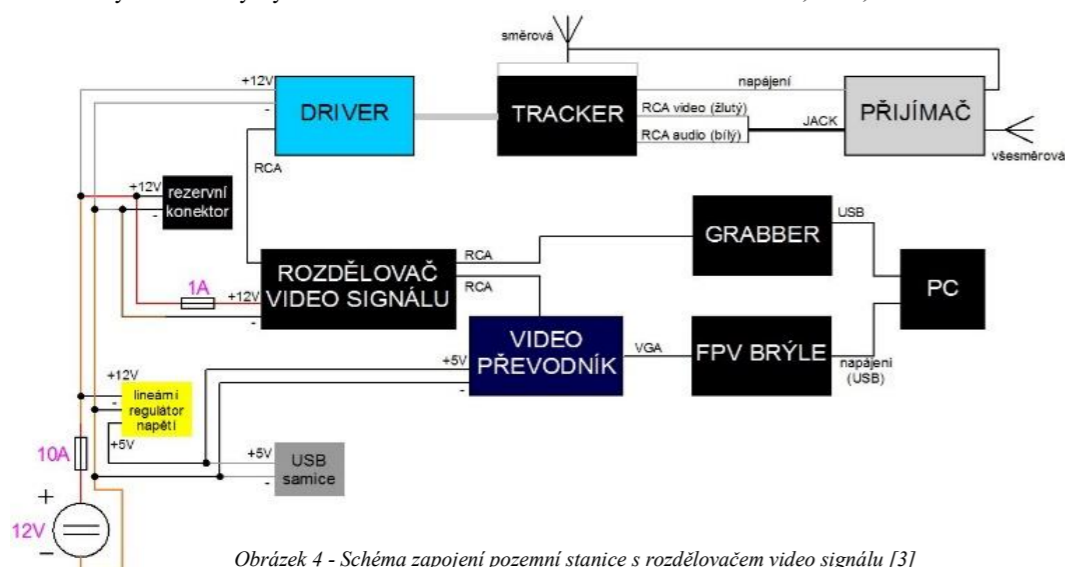 směrová
+12V
-
DRIVER
TRACKER
napájení
RCA video (žlutý)
RCA audio (bílý)
JACK
PŘIJÍMAČ
všesměrová
RCA
+12V
-
rezervní
konektor
1A
+12V
-
ROZDĚLOVAČ
VIDEO SIGNÁLU
RCA
RCA
GRABBER
USB
PC
+5V
-
VIDEO
PŘEVODNÍK
VGA
FPV BRÝLE
napájení
(USB)
+12V
-
lineární
regulátor
napětí
+5V
10A
+5V
-
USB
samice
+
12V
−
Obrázek 4 - Schéma zapojení pozemní stanice s rozdělovačem video signálu [3]